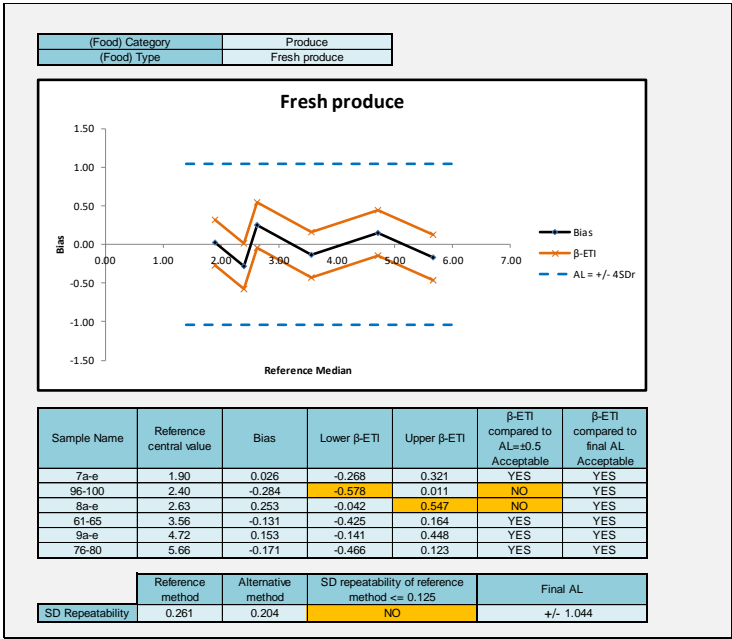 (Food) Category Produce
(Food) Type Fresh produce
Fresh produce
1.50
1.00
0.50
0.00
-0.50
-1.00
-1.50
0.00 1.00 2.00 3.00 4.00 5.00 6.00 7.00
Bias
Reference Median
Bias
β-ETI
AL = +/- 4SDr
Sample Name Reference central value Bias Lower β-ETI Upper β-ETI β-ETI compared to AL=±0.5 Acceptable β-ETI compared to final AL Acceptable
7a-e 1.90 0.026 -0.268 0.321 YES YES
96-100 2.40 -0.284 -0.578 0.011 NO YES
8a-e 2.63 0.253 -0.042 0.547 NO YES
61-65 3.56 -0.131 -0.425 0.164 YES YES
9a-e 4.72 0.153 -0.141 0.448 YES YES
76-80 5.66 -0.171 -0.466 0.123 YES YES
Reference method Alternative method SD repeatability of reference method <= 0.125 Final AL
SD Repeatability 0.261 0.204 NO +/- 1.044